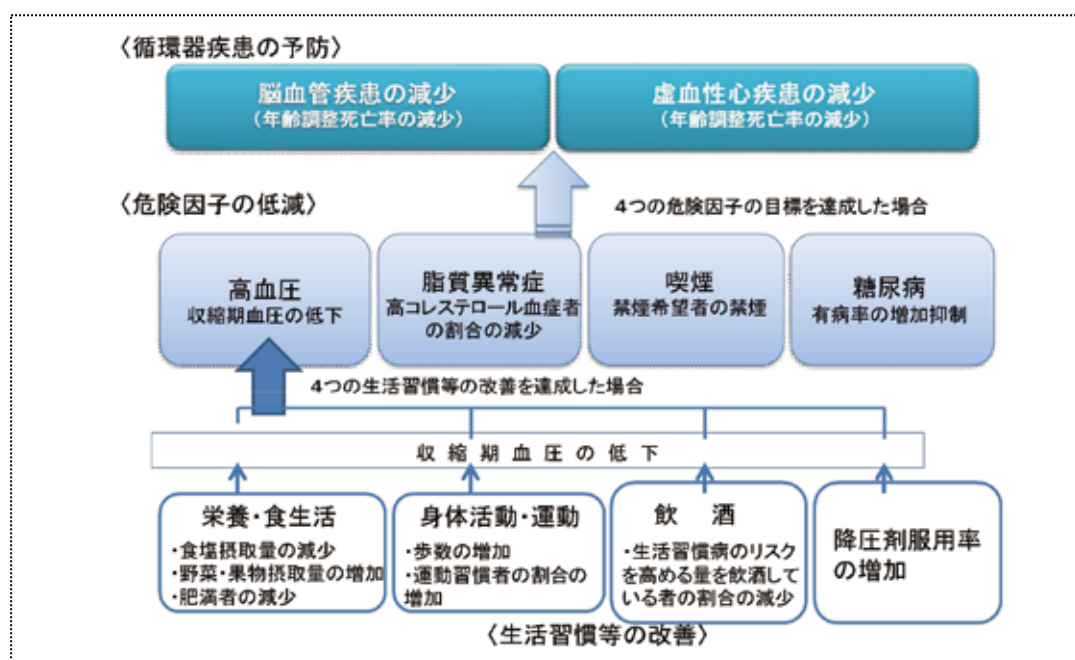 〈循環器疾患の予防〉
脳血管疾患の減少
（年齢調整死亡率の減少）
虚血性心疾患の減少
（年齢調整死亡率の減少）
〈危険因子の低減〉
4つの危険因子の目標を達成した場合
高血圧
収縮期血圧の低下
脂質異常症
高コレステロール血症者
の割合の減少
喫煙
禁煙希望者の禁煙
糖尿病
有病率の増加抑制
4つの生活習慣等の改善を達成した場合
収縮期血圧の低下
栄養・食生活
・食塩摂取量の減少
・野菜・果物摂取量の増加
・肥満者の減少
身体活動・運動
・歩数の増加
・運動習慣者の割合の
増加
飲　酒
・生活習慣病のリスク
を高める量を飲酒して
いる者の割合の減少
降圧剤服用率
の増加
〈生活習慣等の改善〉